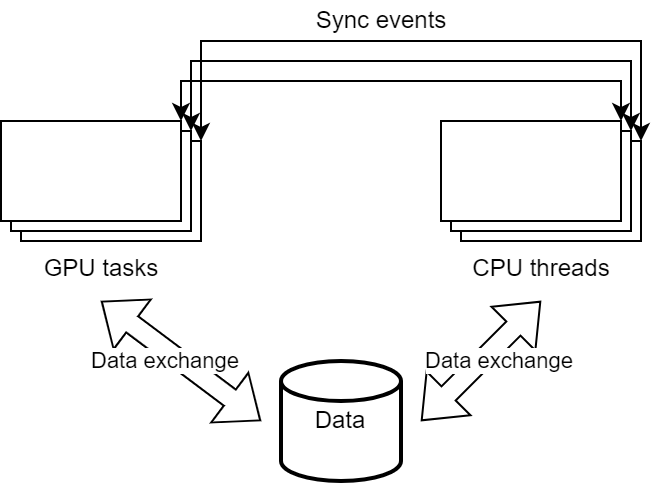 Sync events
GPU tasks
CPU threads
Data exchange
Data exchange
Data